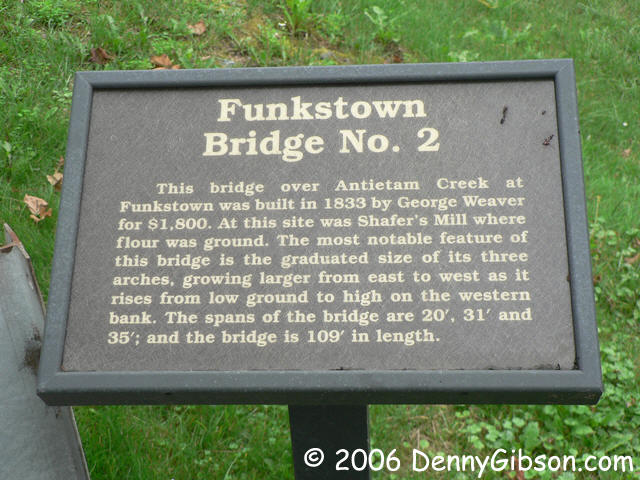 Funkstown
Bridge No. 2
This bridge over Antietam Creek at
Funkstown was built in 1833 by George Weaver
for $1,800. At this site was Shafer's Mill where
flour was ground. The most notable feature of
this bridge is the graduated size of its three
arches, growing larger from east to west as it
rises from low ground to high on the western
bank. The spans of the bridge are 20′, 31′ and
35′; and the bridge is 109′ in length.
© 2006 DennyGibson.com